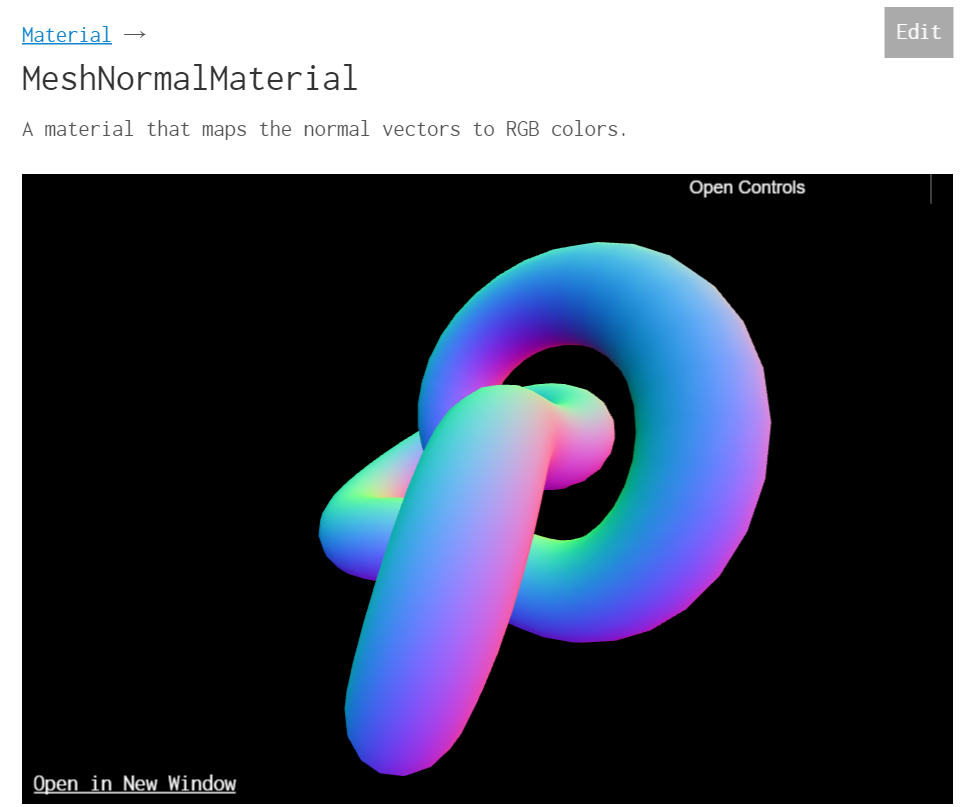 Material →
Edit
MeshNormalMaterial
A material that maps the normal vectors to RGB colors.
Open Controls
Open in New Window